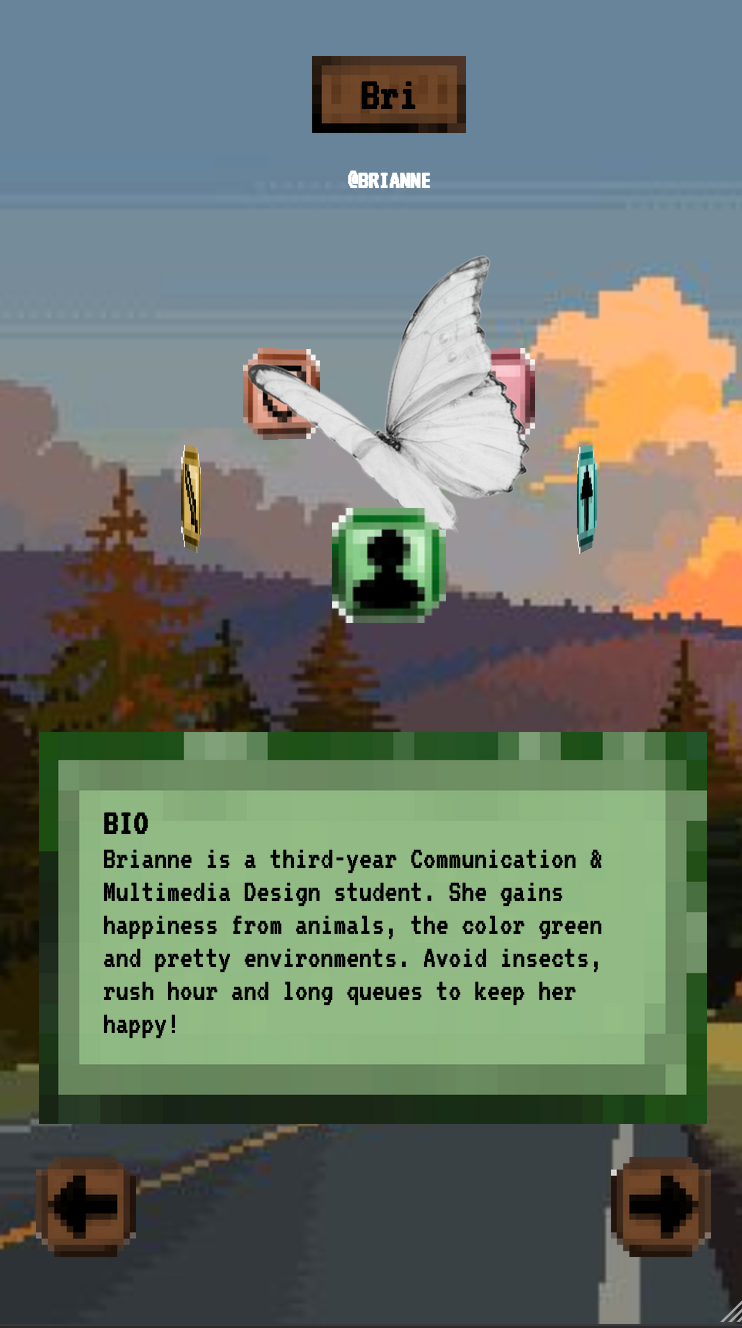 Bri
@BRIANNE
BIO
Brianne is a third-year Communication &
Multimedia Design student. She gains
happiness from animals, the color green
and pretty environments. Avoid insects,
rush hour and long queues to keep her
happy!